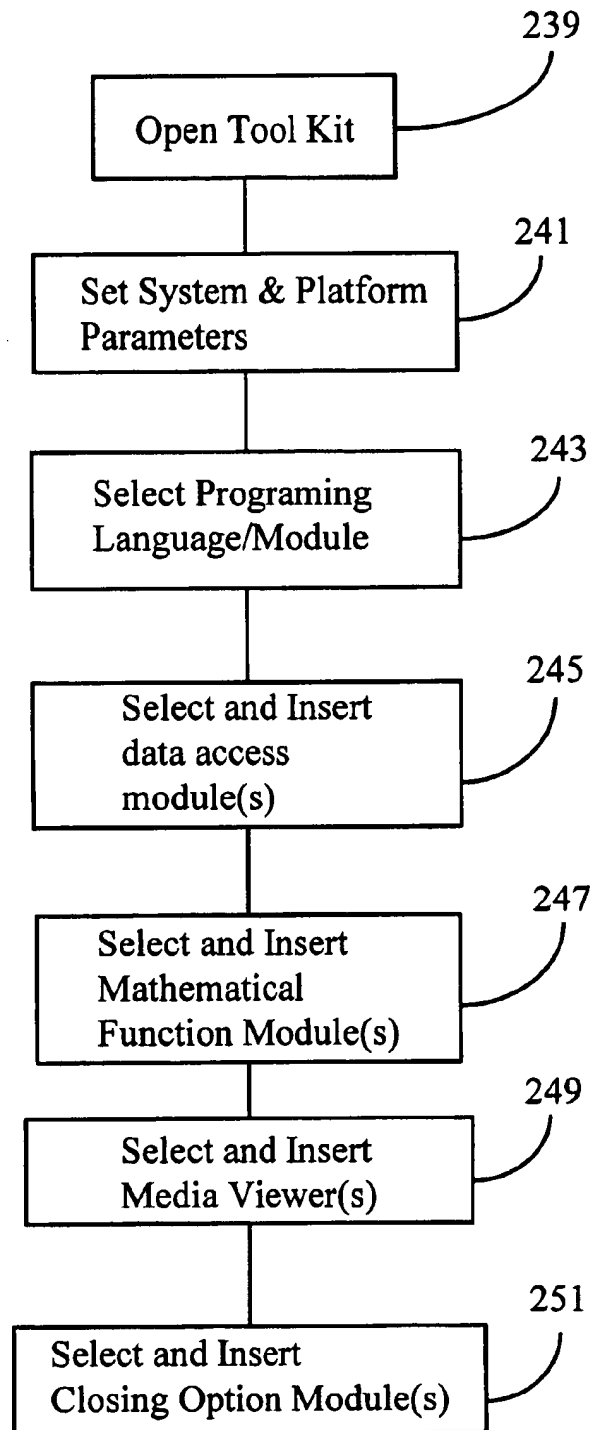 239
Open Tool Kit
241
Set System & Platform
Parameters
243
Select Programing
Language/Module
245
Select and Insert
data access
module(s)
247
Select and Insert
Mathematical
Function Module(s)
249
Select and Insert
Media Viewer(s)
251
Select and Insert
Closing Option Module(s)